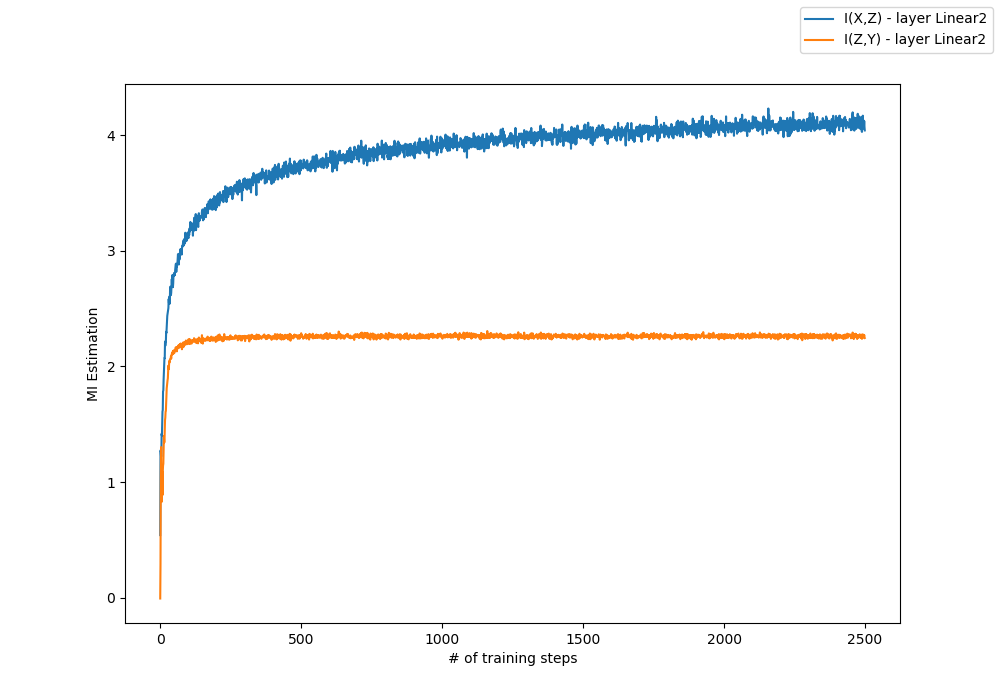 I(X,Z) - layer Linear2
I(Z,Y) - layer Linear2
4
3
2
1
0
MI Estimation
0 500 1000 1500 2000 2500
# of training steps